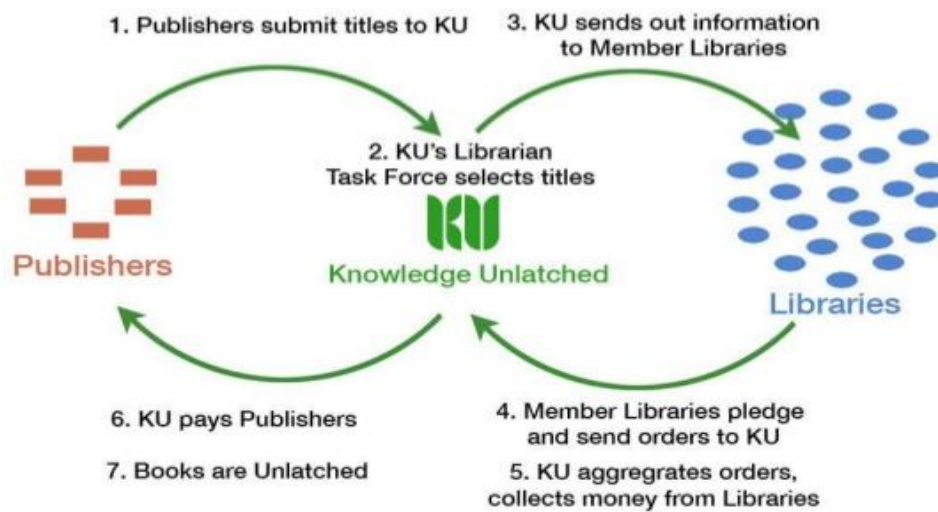 1. Publishers submit titles to KU
3. KU sends out information
to Member Libraries
2. KU's Librarian
Task Force selects titles
KU
Publishers
Knowledge Unlatched
Libraries
6. KU pays Publishers
7. Books are Unlatched
4. Member Libraries pledge
and send orders to KU
5. KU aggregrates orders,
collects money from Libraries